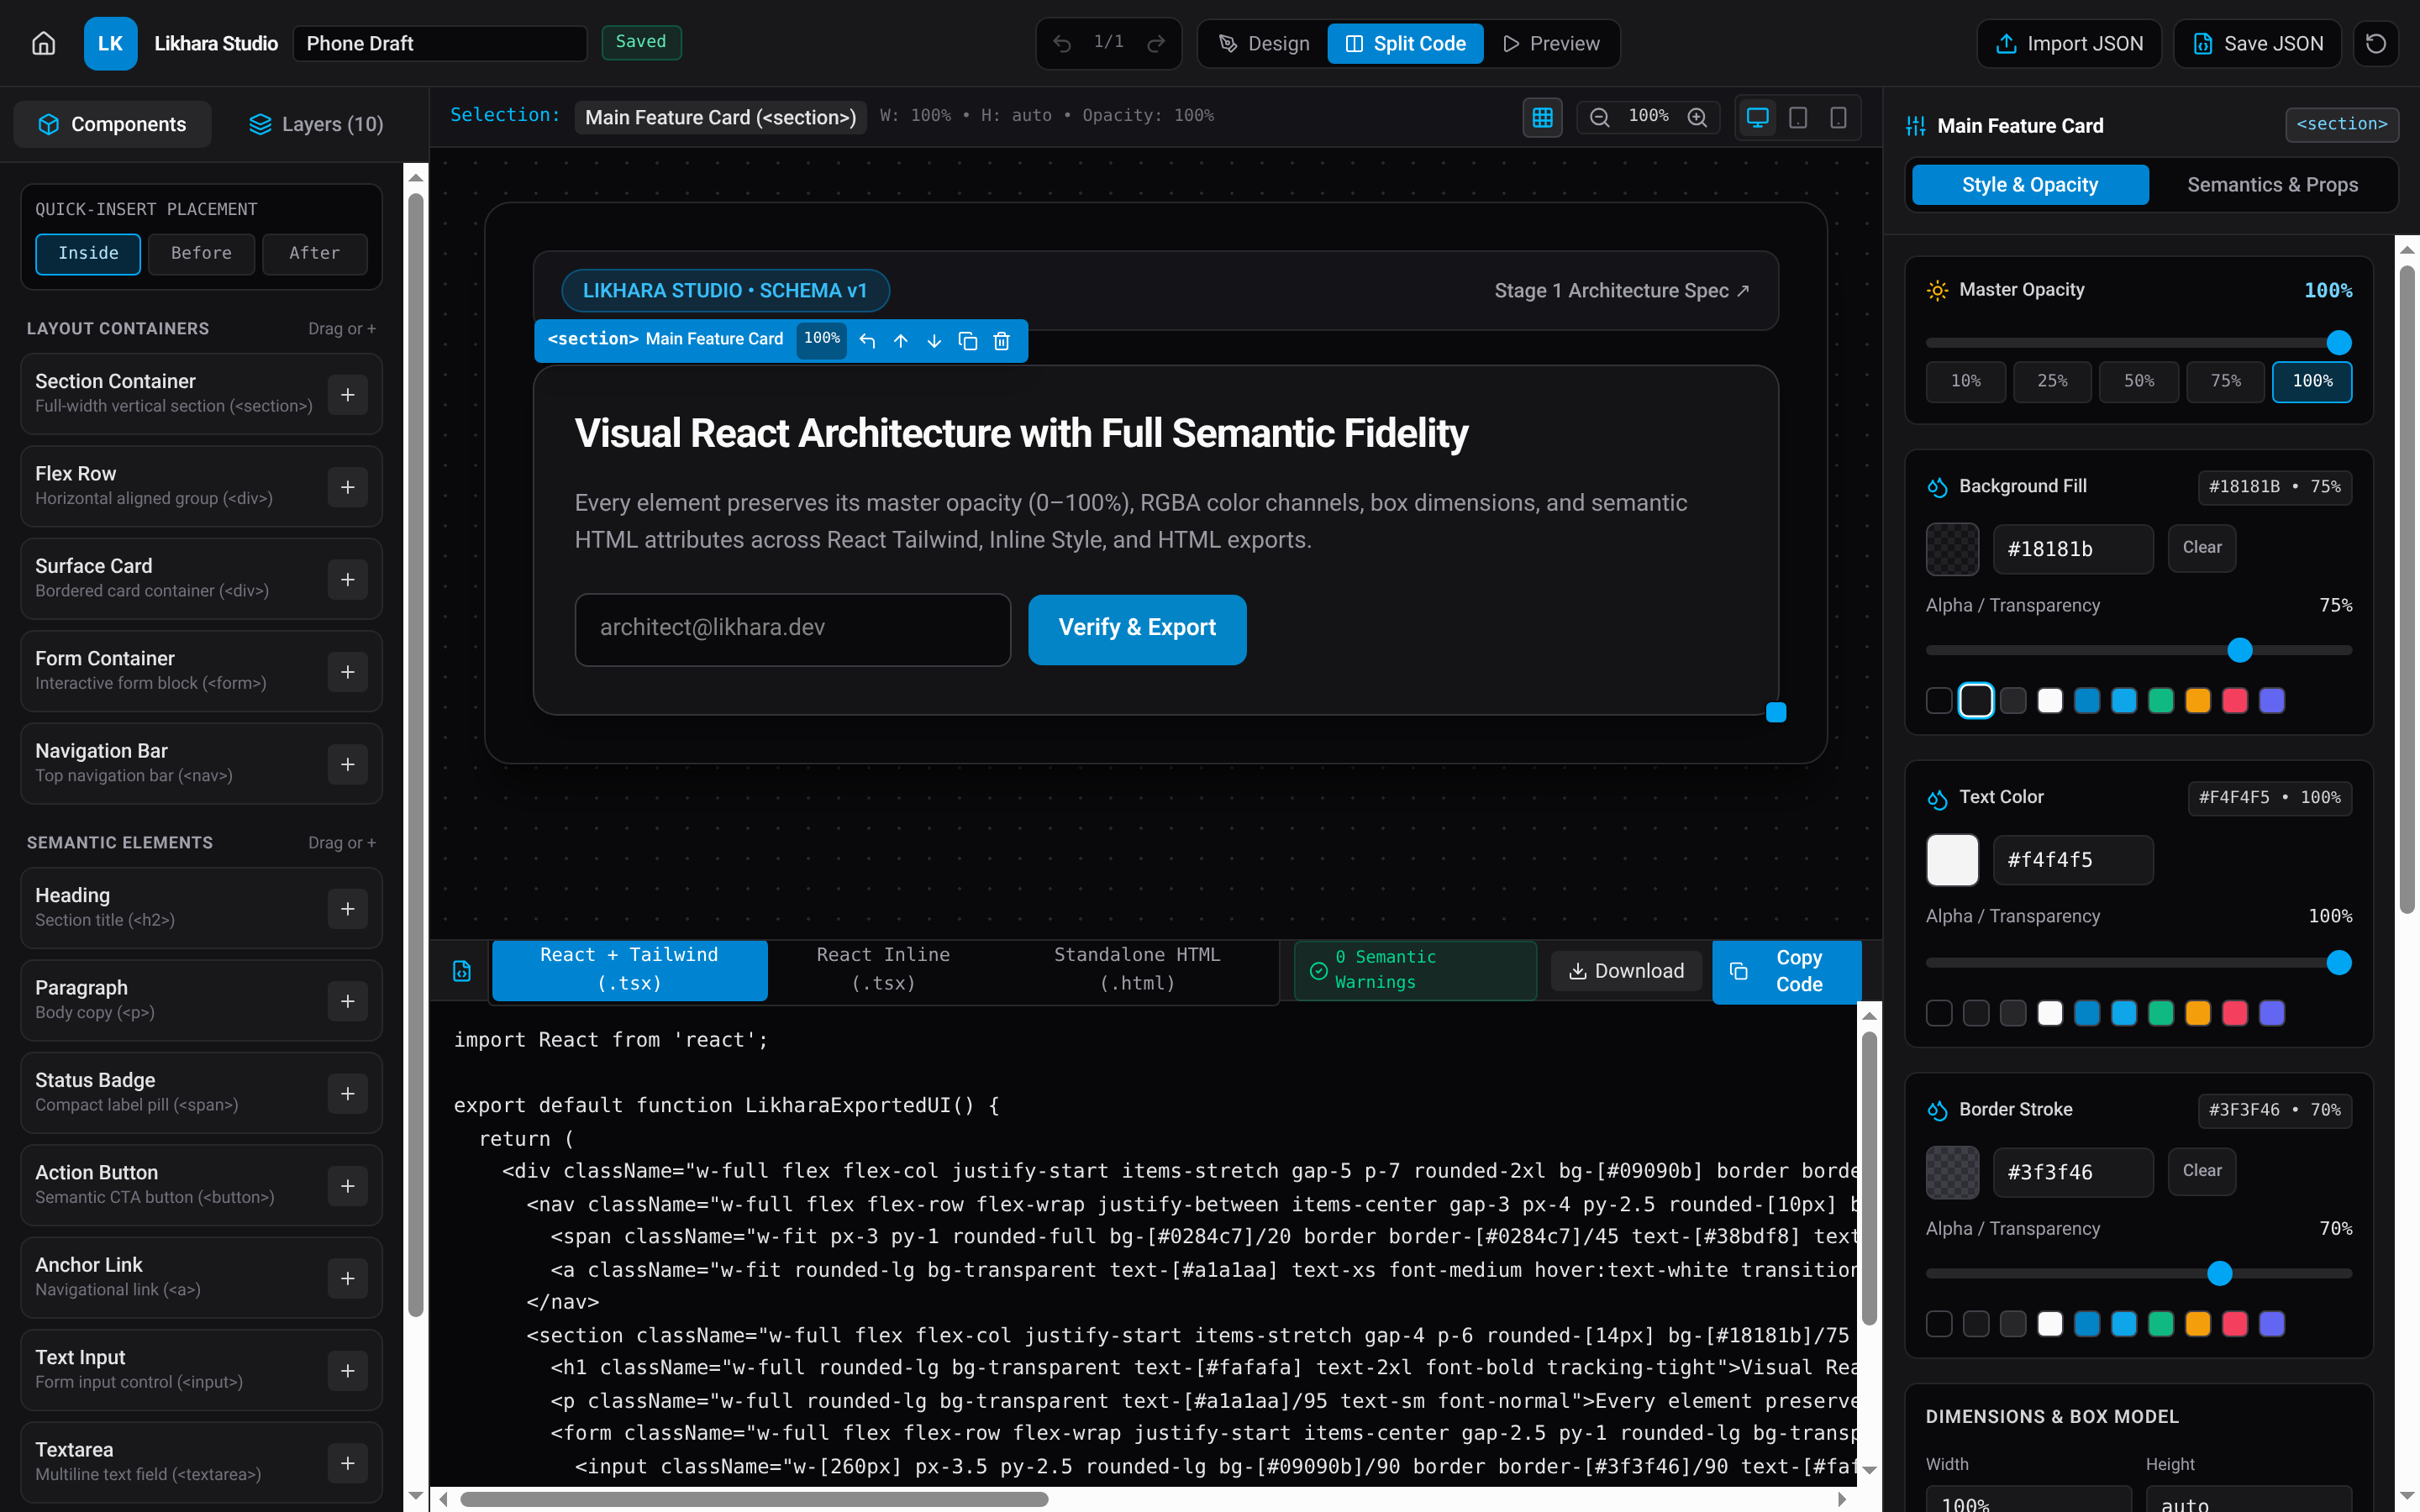 LK
Likhara Studio
Phone Draft
Saved
1/1
Design
Split Code
Preview
Import JSON
Save JSON
Components
Layers (10)
QUICK-INSERT PLACEMENT
Inside
Before
After
LAYOUT CONTAINERS
Drag or +
Section Container
Full-width vertical section (<section>)
Flex Row
Horizontal aligned group (<div>)
Surface Card
Bordered card container (<div>)
Form Container
Interactive form block (<form>)
Navigation Bar
Top navigation bar (<nav>)
SEMANTIC ELEMENTS
Drag or +
Heading
Section title (<h2>)
Paragraph
Body copy (<p>)
Status Badge
Compact label pill (<span>)
Action Button
Semantic CTA button (<button>)
Anchor Link
Navigational link (<a>)
Text Input
Form input control (<input>)
Textarea
Multiline text field (<textarea>)
Selection:
Main Feature Card (<section>)
W: 100% • H: auto • Opacity: 100%
100%
LIKHARA STUDIO • SCHEMA v1
Stage 1 Architecture Spec ↗
<section> Main Feature Card
100%
Visual React Architecture with Full Semantic Fidelity
Every element preserves its master opacity (0–100%), RGBA color channels, box dimensions, and semantic
HTML attributes across React Tailwind, Inline Style, and HTML exports.
architect@likhara.dev
Verify & Export
React + Tailwind
(.tsx)
React Inline
(.tsx)
Standalone HTML
(.html)
0 Semantic
Warnings
Download
Copy
Code
import React from 'react';
export default function LikharaExportedUI() {
return (
<div className="w-full flex flex-col justify-start items-stretch gap-5 p-7 rounded-2xl bg-[#09090b] border borde
<nav className="w-full flex flex-row flex-wrap justify-between items-center gap-3 px-4 py-2.5 rounded-[10px] b
<span className="w-fit px-3 py-1 rounded-full bg-[#0284c7]/20 border border-[#0284c7]/45 text-[#38bdf8] text
<a className="w-fit rounded-lg bg-transparent text-[#a1a1aa] text-xs font-medium hover:text-white transition
</nav>
<section className="w-full flex flex-col justify-start items-stretch gap-4 p-6 rounded-[14px] bg-[#18181b]/75
<h1 className="w-full rounded-lg bg-transparent text-[#fafafa] text-2xl font-bold tracking-tight">Visual Rea
<p className="w-full rounded-lg bg-transparent text-[#a1a1aa]/95 text-sm font-normal">Every element preserve
<form className="w-full flex flex-row flex-wrap justify-start items-center gap-2.5 py-1 rounded-lg bg-transp
<input className="w-[260px] px-3.5 py-2.5 rounded-lg bg-[#09090b]/90 border border-[#3f3f46]/90 text-[#faf
Main Feature Card
<section>
Style & Opacity
Semantics & Props
Master Opacity
100%
10%
25%
50%
75%
100%
Background Fill
#18181B • 75%
#18181b
Clear
Alpha / Transparency
75%
Text Color
#F4F4F5 • 100%
#f4f4f5
Alpha / Transparency
100%
Border Stroke
#3F3F46 • 70%
#3f3f46
Clear
Alpha / Transparency
70%
DIMENSIONS & BOX MODEL
Width
Height
100%
auto